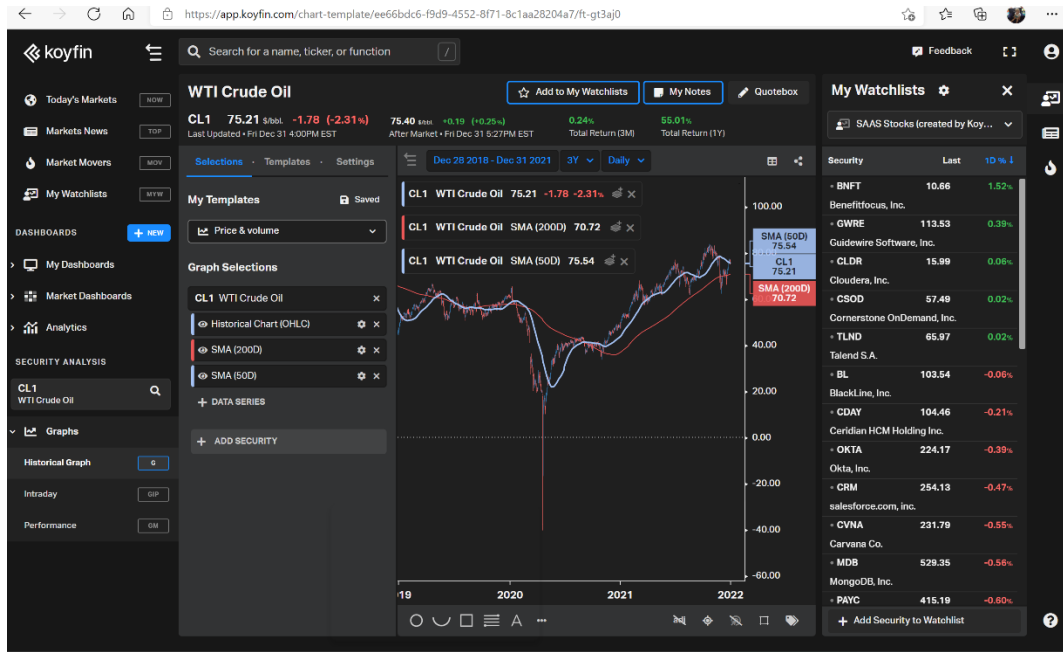 https://app.koyfin.com/chart-template/ee66bdc6-f9d9-4552-8f71-8c1aa28204a7/ft-gt3aj0
koyfin
Search for a name, ticker, or function /
Feedback
Today's Markets NOW
Markets News TOP
Market Movers MOV
My Watchlists MYW
DASHBOARDS + NEW
My Dashboards
Market Dashboards
Analytics
SECURITY ANALYSIS
CL1
WTI Crude Oil
Graphs
Historical Graph G
Intraday GIP
Performance GM
WTI Crude Oil
Add to My Watchlists
My Notes
Quotebox
CL1 75.21 $/bbl. -1.78 (-2.31%)
Last Updated • Fri Dec 31 4:00PM EST
75.40 $/bbl. +0.19 (+0.25%)
After Market • Fri Dec 31 5:27PM EST
0.24%
Total Return (3M)
55.01%
Total Return (1Y)
Selections · Templates · Settings
My Templates Saved
Price & volume
Graph Selections
CL1 WTI Crude Oil ×
Historical Chart (OHLC) ×
SMA (200D) ×
SMA (50D) ×
+ DATA SERIES
+ ADD SECURITY
Dec 28 2018 - Dec 31 2021 3Y Daily
CL1 WTI Crude Oil 75.21 -1.78 -2.31% ×
CL1 WTI Crude Oil SMA (200D) 70.72 ×
CL1 WTI Crude Oil SMA (50D) 75.54 ×
100.00
SMA (50D)
75.54
CL1
75.21
SMA (200D)
70.72
40.00
20.00
0.00
-20.00
-40.00
-60.00
'19 2020 2021 2022
A
My Watchlists ×
SAAS Stocks (created by Koy...
Security Last 1D % ↓
BNFT 10.66 1.52%
Benefitfocus, Inc.
GWRE 113.53 0.39%
Guidewire Software, Inc.
CLDR 15.99 0.06%
Cloudera, Inc.
CSOD 57.49 0.02%
Cornerstone OnDemand, Inc.
TLND 65.97 0.02%
Talend S.A.
BL 103.54 -0.06%
BlackLine, Inc.
CDAY 104.46 -0.21%
Ceridian HCM Holding Inc.
OKTA 224.17 -0.39%
Okta, Inc.
CRM 254.13 -0.47%
salesforce.com, inc.
CVNA 231.79 -0.55%
Carvana Co.
MDB 529.35 -0.56%
MongoDB, Inc.
PAYC 415.19 -0.60%
+ Add Security to Watchlist
?